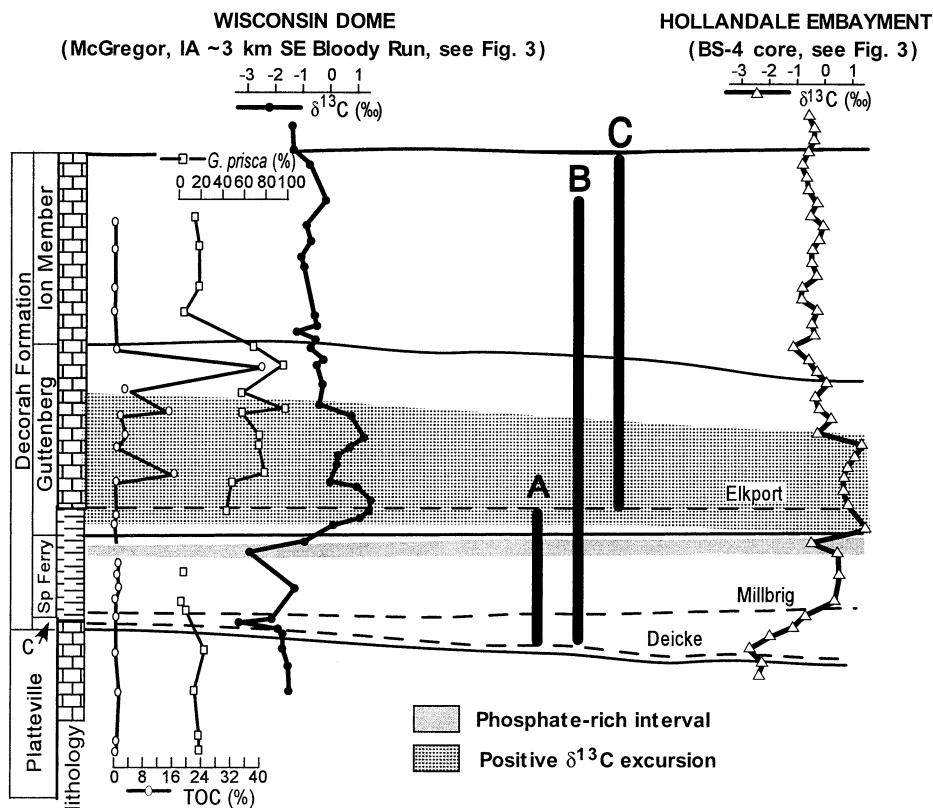 WISCONSIN DOME
(McGregor, IA ~3 km SE Bloody Run, see Fig. 3)
HOLLANDALE EMBAYMENT
(BS-4 core, see Fig. 3)
-3 -2 -1 0 1
δ13C (‰)
-3 -2 -1 0 1
δ13C (‰)
G. prisca (%)
0 20 40 60 80 100
A
B
C
Decorah Formation
Ion Member
Guttenberg
Sp Ferry
C
Platteville
lithology
Elkport
Millbrig
Deicke
Phosphate-rich interval
Positive δ13C excursion
0 8 16 24 32 40
TOC (%)